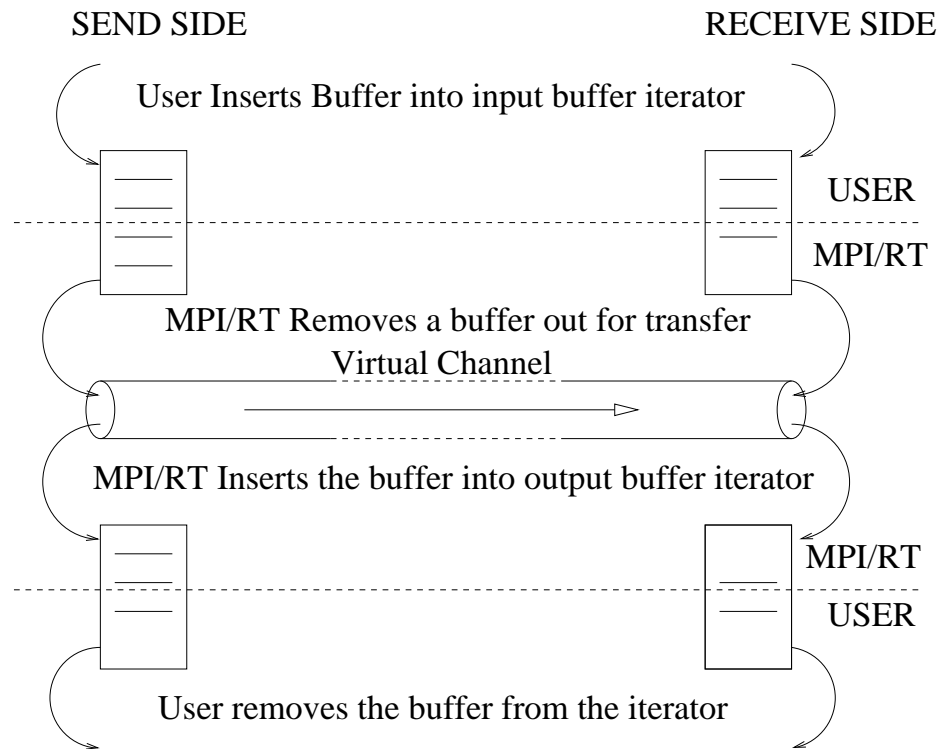 SEND SIDE
RECEIVE SIDE
User Inserts Buffer into input buffer iterator
USER
MPI/RT
MPI/RT Removes a buffer out for transfer
Virtual Channel
MPI/RT Inserts the buffer into output buffer iterator
MPI/RT
USER
User removes the buffer from the iterator